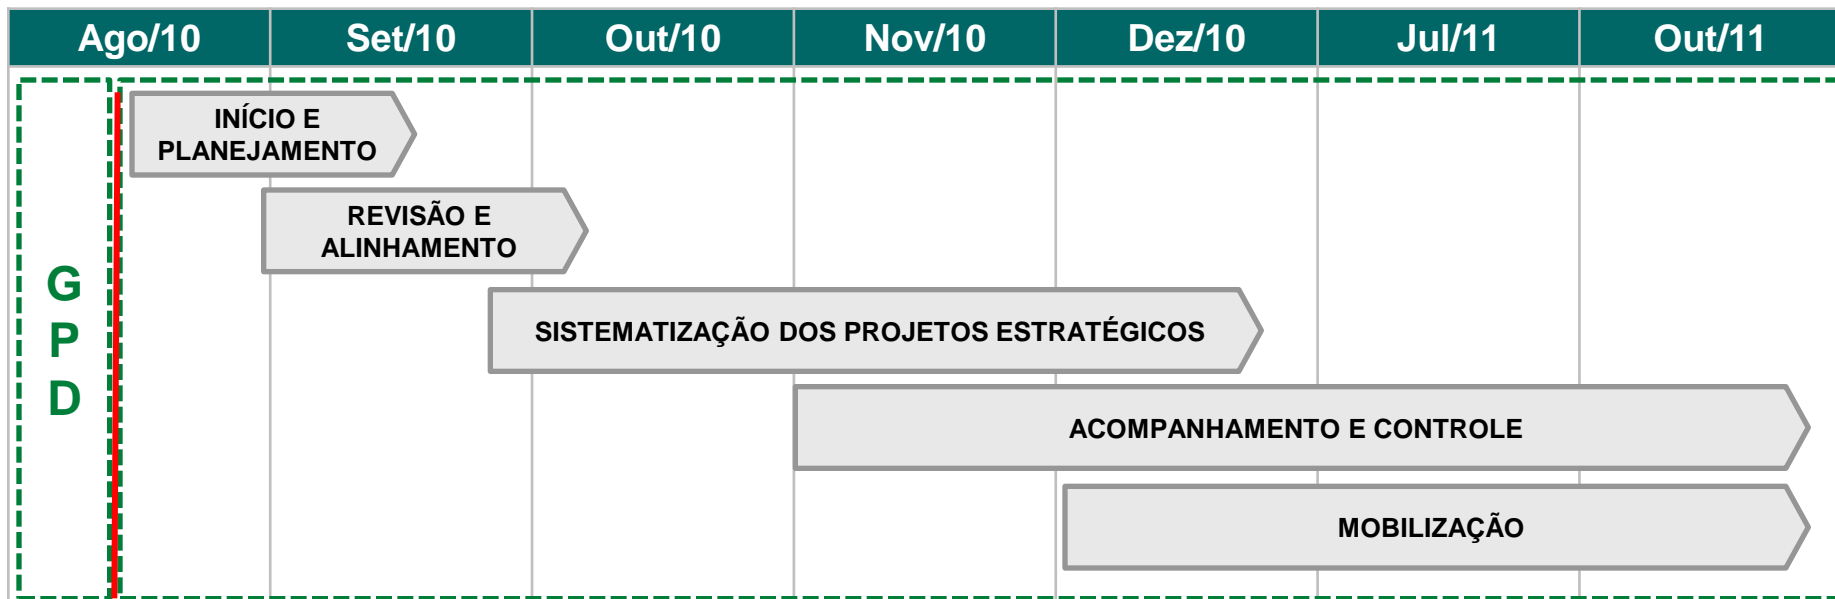 Ago/10 Set/10 Out/10 Nov/10 Dez/10 Jul/11 Out/11
INÍCIO E
PLANEJAMENTO
REVISÃO E
ALINHAMENTO
G
P
D
SISTEMATIZAÇÃO DOS PROJETOS ESTRATÉGICOS
ACOMPANHAMENTO E CONTROLE
MOBILIZAÇÃO